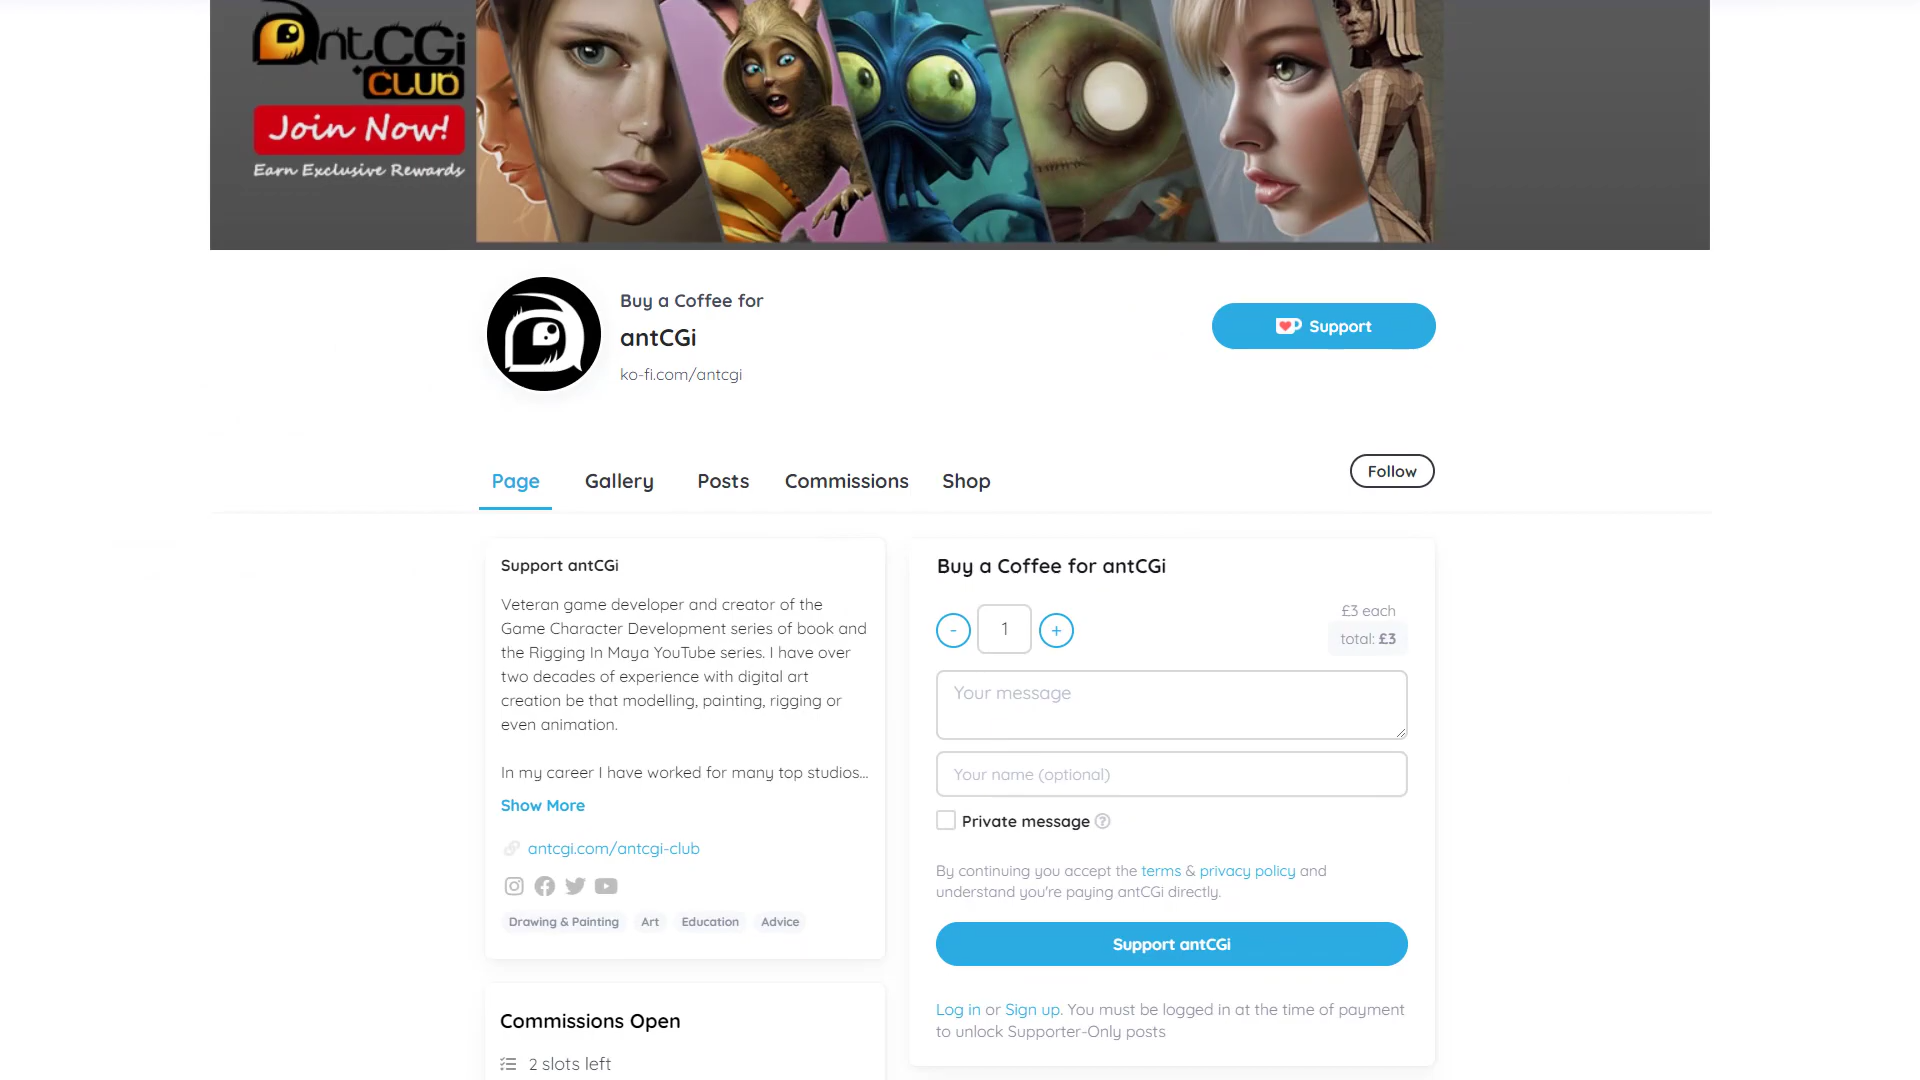 antCGi
CLUB
Join Now!
Earn Exclusive Rewards
Buy a Coffee for
antCGi
ko-fi.com/antcgi
Support
Page
Gallery
Posts
Commissions
Shop
Follow
Support antCGi
Veteran game developer and creator of the
Game Character Development series of book and
the Rigging In Maya YouTube series. I have over
two decades of experience with digital art
creation be that modelling, painting, rigging or
even animation.
In my career I have worked for many top studios...
Show More
antcgi.com/antcgi-club
Drawing & Painting
Art
Education
Advice
Commissions Open
2 slots left
Buy a Coffee for antCGi
- 1 +
£3 each
total: £3
Your message
Your name (optional)
Private message ?
By continuing you accept the terms & privacy policy and
understand you're paying antCGi directly.
Support antCGi
Log in or Sign up. You must be logged in at the time of payment
to unlock Supporter-Only posts